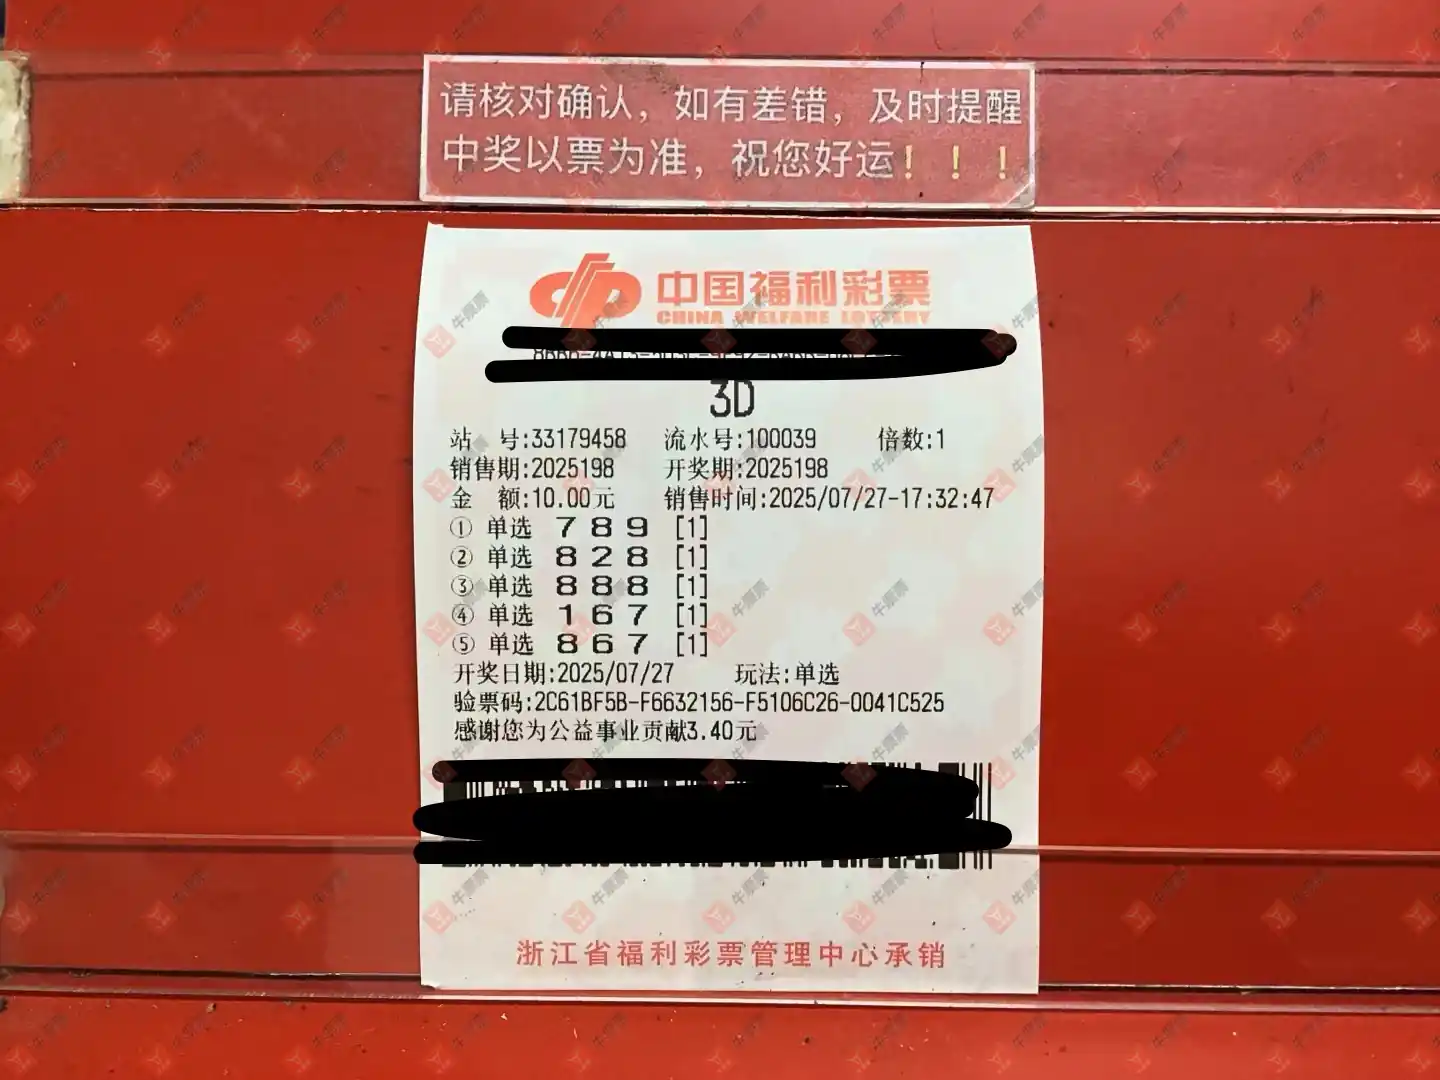 请核对确认，如有差错，及时提醒
中奖以票为准，祝您好运！！！
中国福利彩票
CHINA WELFARE LOTTERY
3D
站 号:33179458 流水号:100039 倍数:1
销售期:2025198 开奖期:2025198
金 额:10.00元 销售时间:2025/07/27-17:32:47
① 单选 7 8 9 [1]
② 单选 8 2 8 [1]
③ 单选 8 8 8 [1]
④ 单选 1 6 7 [1]
⑤ 单选 8 6 7 [1]
开奖日期:2025/07/27 玩法:单选
验票码:2C61BF5B-F6632156-F5106C26-0041C525
感谢您为公益事业贡献3.40元
浙江省福利彩票管理中心承销
牛票票